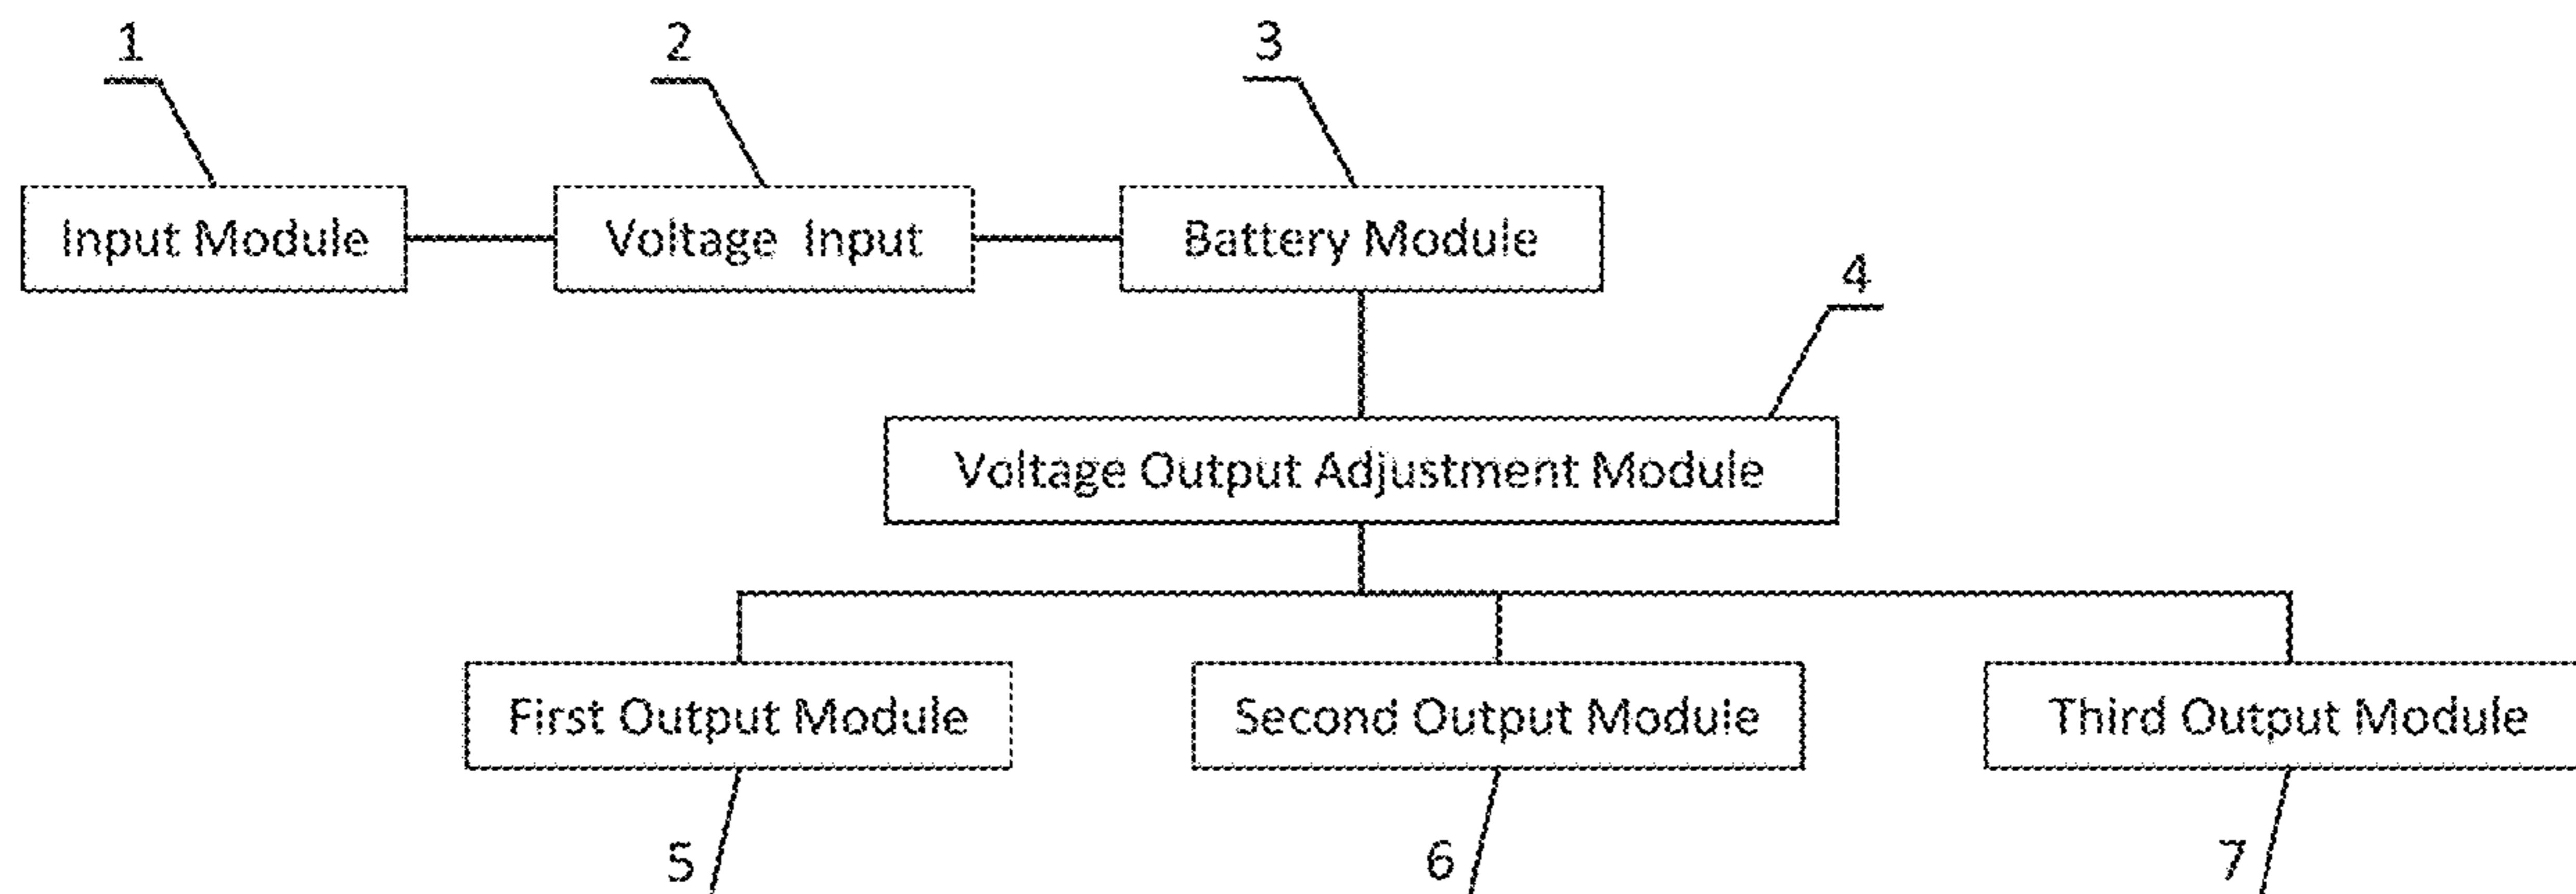 1
2
3
Input Module
Voltage Input
Battery Module
4
Voltage Output Adjustment Module
First Output Module
Second Output Module
Third Output Module
5
6
7